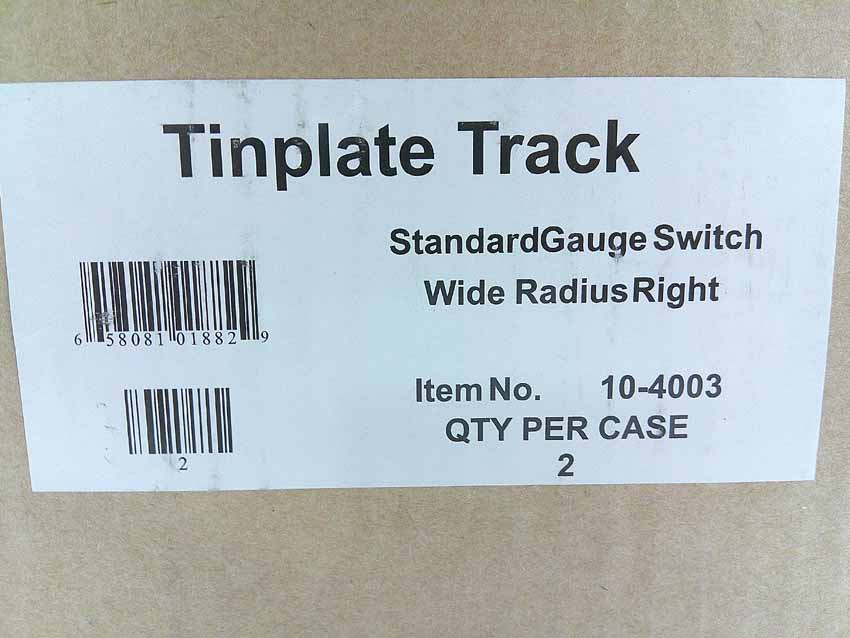 Tinplate Track
StandardGauge Switch
Wide RadiusRight
6 58081 01882 9
Item No. 10-4003
QTY PER CASE
2
2